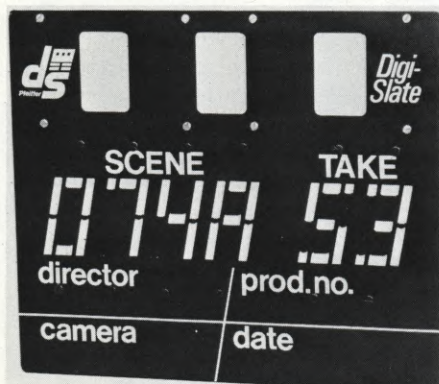 ds
Pfeiffer
Digi-
Slate
SCENE TAKE
074A 53
director prod.no.
camera date